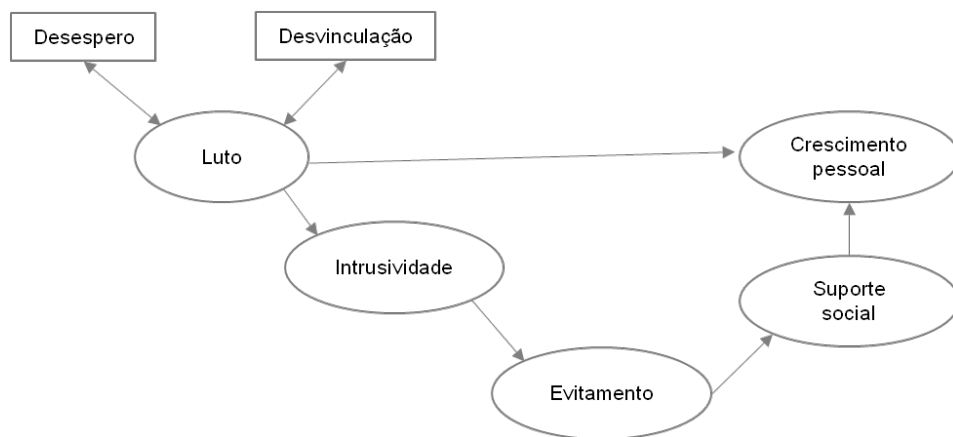 Desespero
Desvinculação
Luto
Crescimento
pessoal
Intrusividade
Suporte
social
Evitamento